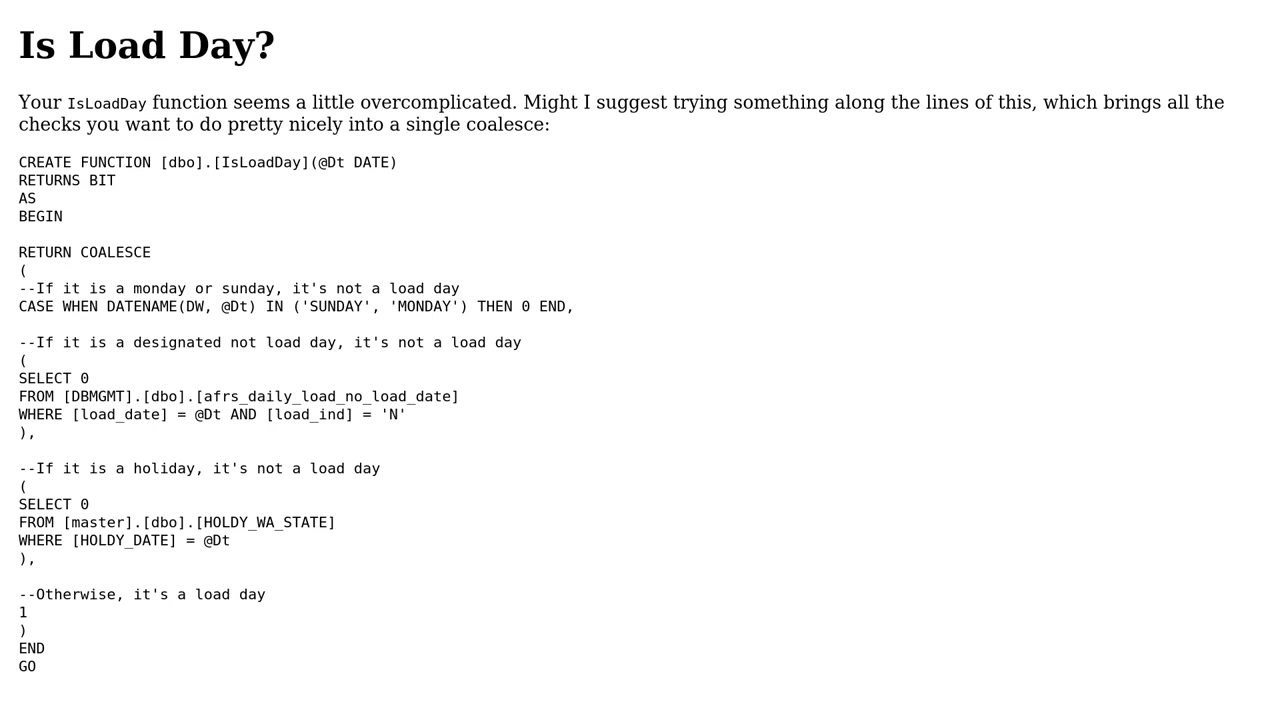 Is Load Day?
Your IsLoadDay function seems a little overcomplicated. Might I suggest trying something along the lines of this, which brings all the
checks you want to do pretty nicely into a single coalesce:
CREATE FUNCTION [dbo].[IsLoadDay](@Dt DATE)
RETURNS BIT
AS
BEGIN
RETURN COALESCE
(
--If it is a monday or sunday, it's not a load day
CASE WHEN DATENAME(DW, @Dt) IN ('SUNDAY', 'MONDAY') THEN 0 END,
--If it is a designated not load day, it's not a load day
(
SELECT 0
FROM [DBMGMT].[dbo].[afrs_daily_load_no_load_date]
WHERE [load_date] = @Dt AND [load_ind] = 'N'
),
--If it is a holiday, it's not a load day
(
SELECT 0
FROM [master].[dbo].[HOLDY_WA_STATE]
WHERE [HOLDY_DATE] = @Dt
),
--Otherwise, it's a load day
1
)
END
GO